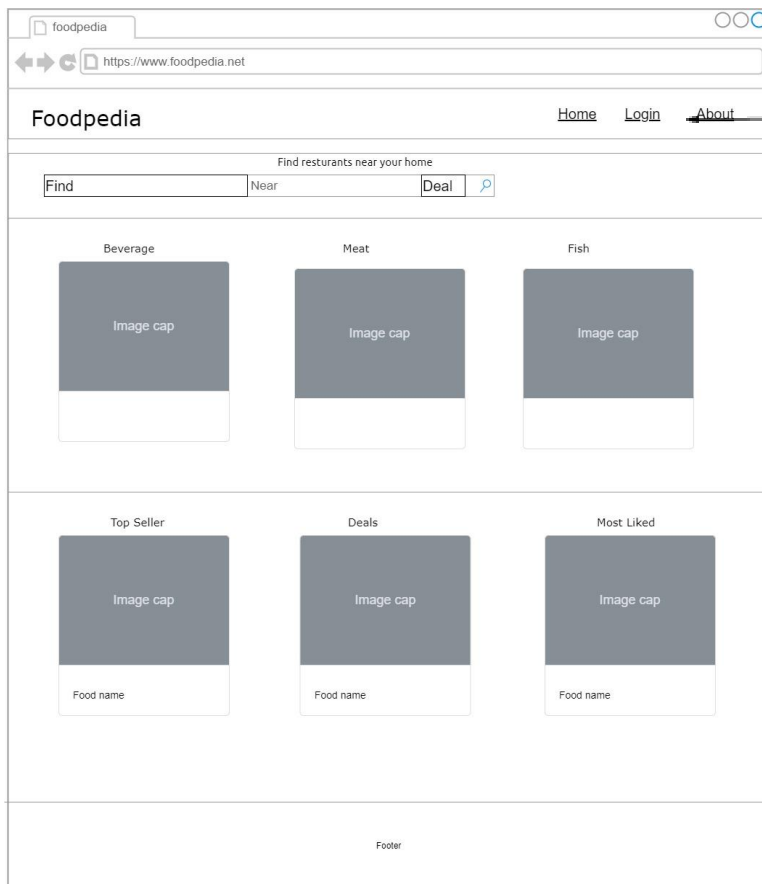 foodpedia
https://www.foodpedia.net
Foodpedia
Home Login About
Find resturants near your home
Find Near Deal
Beverage Meat Fish
Image cap Image cap Image cap
Top Seller Deals Most Liked
Image cap Image cap Image cap
Food name Food name Food name
Footer